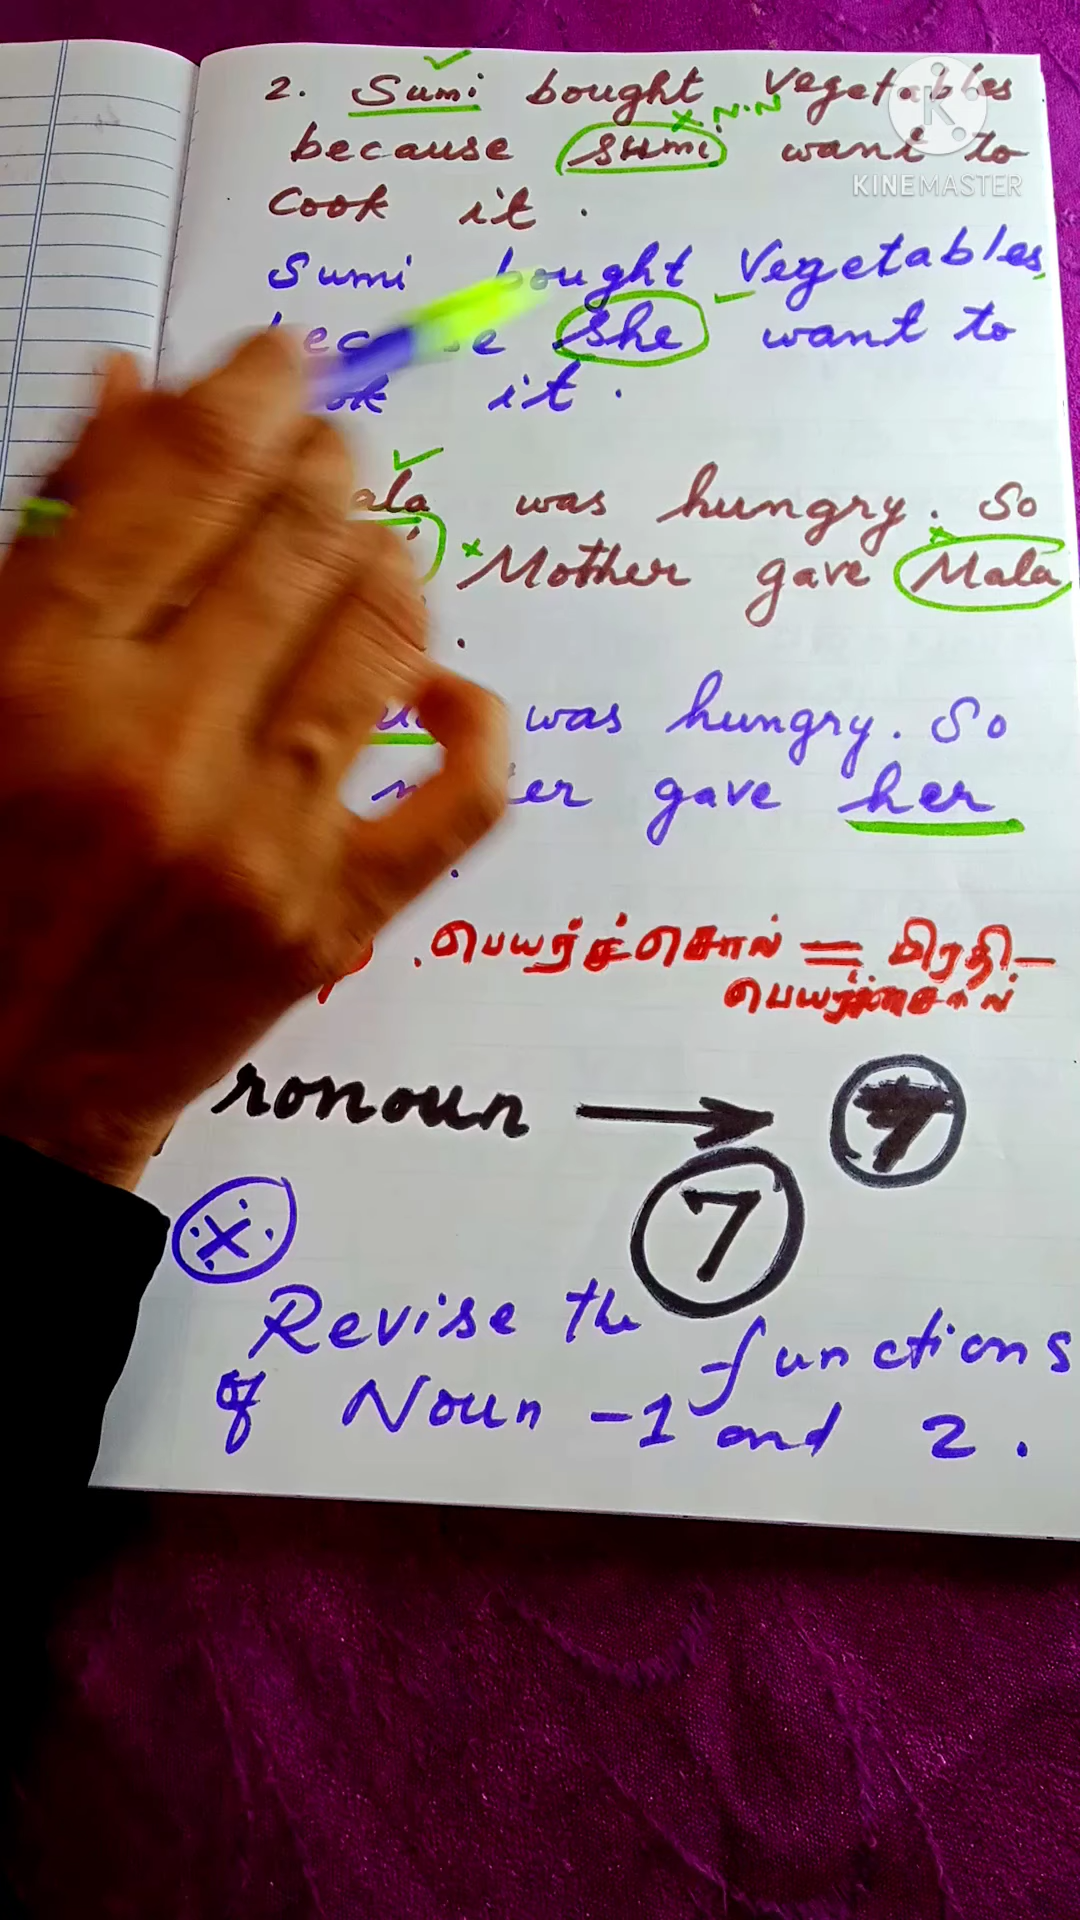 2. Sumi bought Vegetables
x N.N
because Sumi want to
Cook it.
KINEMASTER
Sumi bought Vegetables,
she want to
it.
was hungry. So
x Mother gave Mala
.
was hungry. So
gave her
.
பெயர்ச்சொல் = பிரதி-
பெயர்ச்சொல்
ronoun → 7
7
Revise the functions
of Noun -1 and 2.